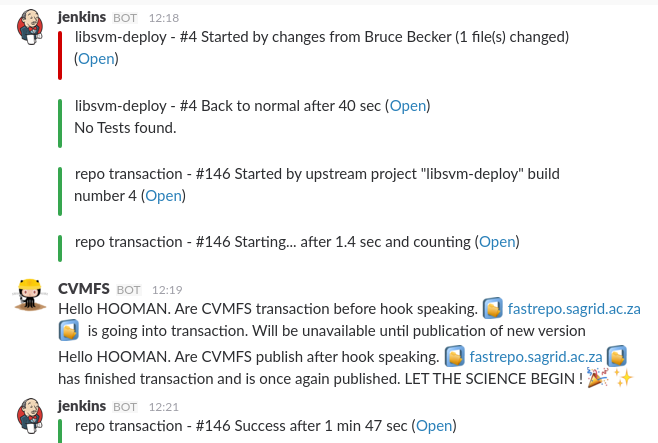 jenkins BOT 12:18
libsvm-deploy - #4 Started by changes from Bruce Becker (1 file(s) changed)
(Open)
libsvm-deploy - #4 Back to normal after 40 sec (Open)
No Tests found.
repo transaction - #146 Started by upstream project "libsvm-deploy" build
number 4 (Open)
repo transaction - #146 Starting... after 1.4 sec and counting (Open)
CVMFS BOT 12:19
Hello HOOMAN. Are CVMFS transaction before hook speaking. fastrepo.sagrid.ac.za
is going into transaction. Will be unavailable until publication of new version
Hello HOOMAN. Are CVMFS publish after hook speaking. fastrepo.sagrid.ac.za
has finished transaction and is once again published. LET THE SCIENCE BEGIN !
jenkins BOT 12:21
repo transaction - #146 Success after 1 min 47 sec (Open)